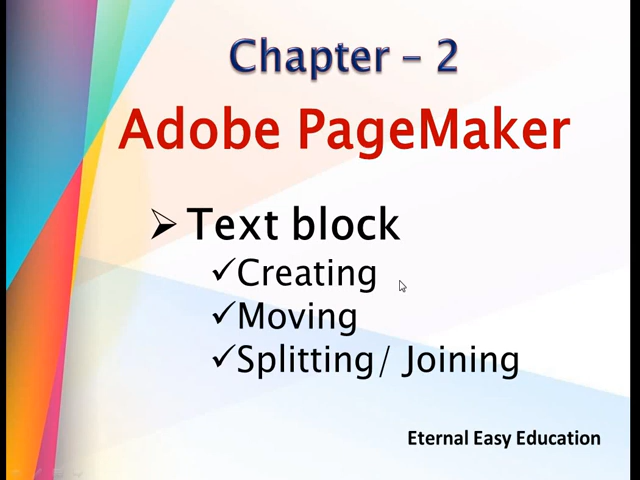 Chapter – 2
Adobe PageMaker
➢ Text block
✓Creating
✓Moving
✓Splitting/ Joining
Eternal Easy Education